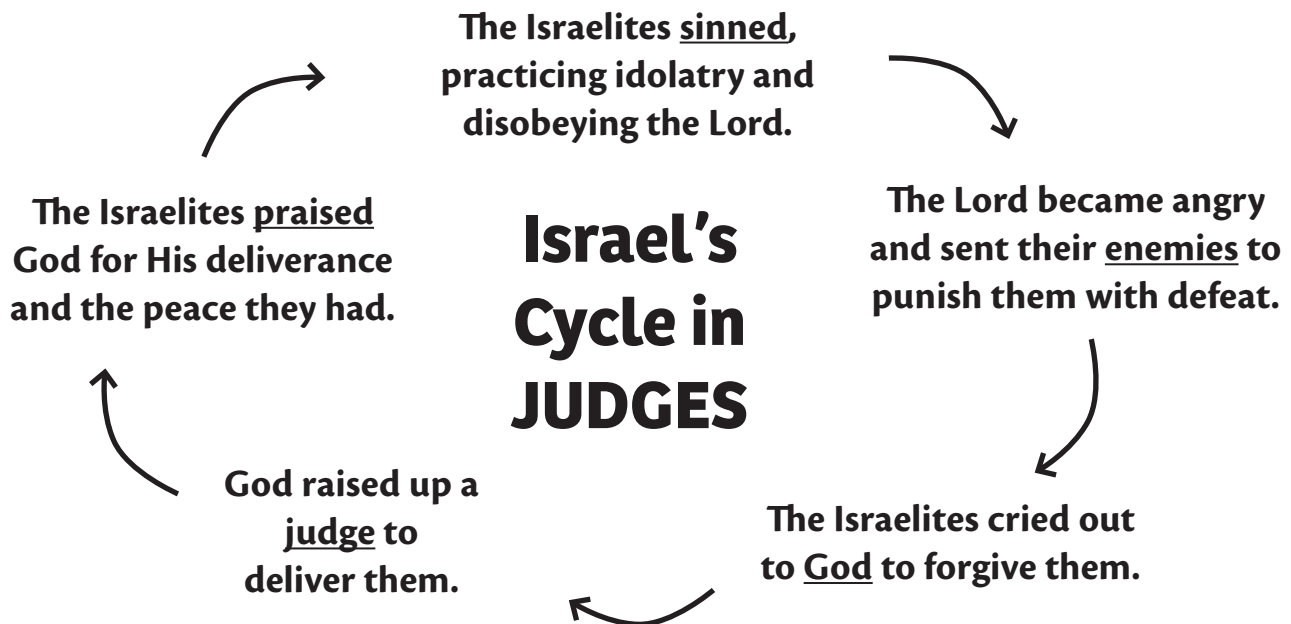 The Israelites sinned,
practicing idolatry and
disobeying the Lord.
The Lord became angry
and sent their enemies to
punish them with defeat.
The Israelites cried out
to God to forgive them.
God raised up a
judge to
deliver them.
The Israelites praised
God for His deliverance
and the peace they had.
Israel’s
Cycle in
JUDGES